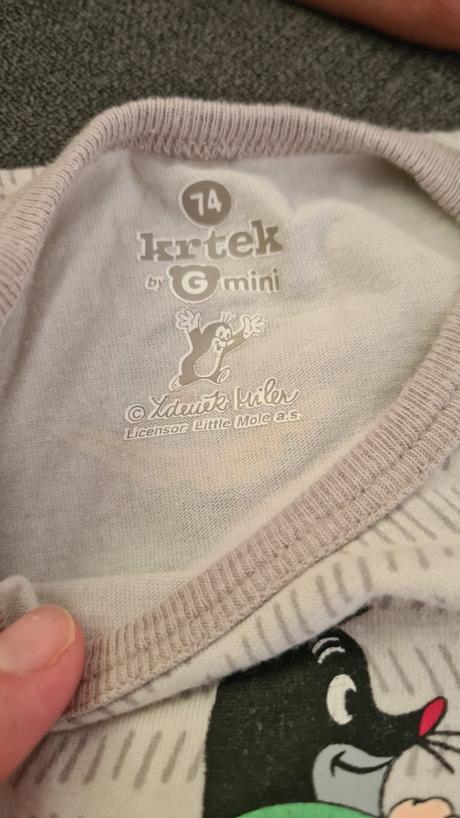 74
krtek
by G mini
© Zdeněk Miler
Licensor: Little Mole a.s.